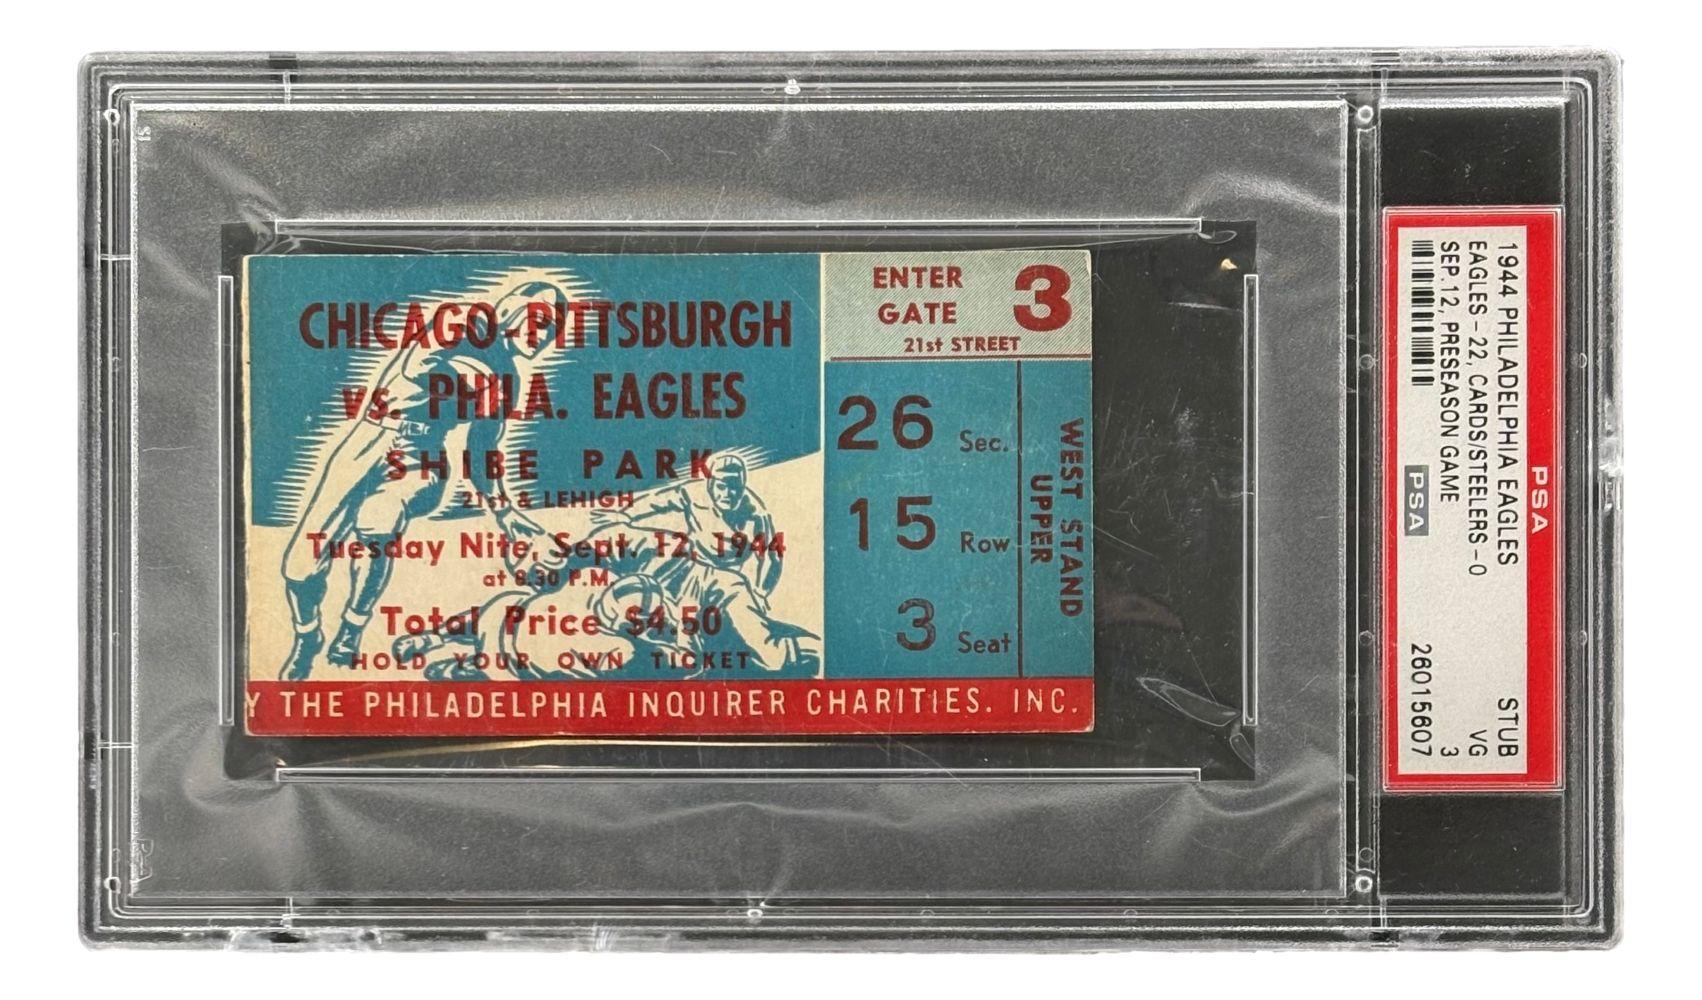 CHICAGO-PITTSBURGH
vs. PHILA. EAGLES
SHIBE PARK
21st & LEHIGH
Tuesday Nite, Sept. 12, 1944
at 8.30 P.M.
Total Price $4.50
HOLD YOUR OWN TICKET
Y THE PHILADELPHIA INQUIRER CHARITIES. INC.
ENTER
GATE 3
21st STREET
26 Sec.
15 Row
3 Seat
WEST STAND
UPPER
PSA
1944 PHILADELPHIA EAGLES STUB
EAGLES - 22, CARDS/STEELERS - 0 VG
SEP.12, PRESEASON GAME 3
PSA 26015607